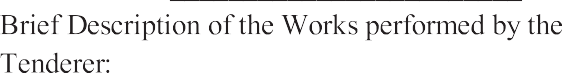 Brief Description of the Works performed by the
Tenderer: